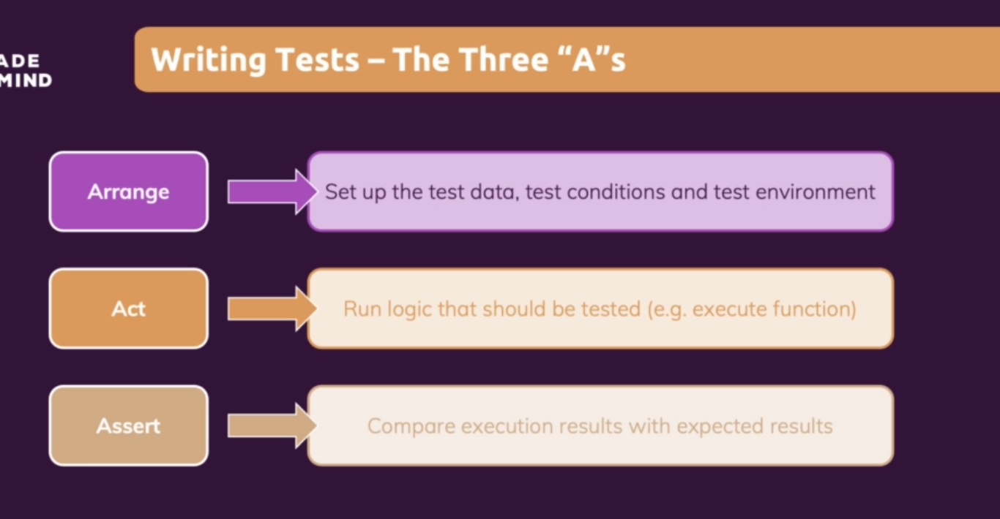 ADE
MIND
Writing Tests – The Three “A”s
Arrange
Set up the test data, test conditions and test environment
Act
Run logic that should be tested (e.g. execute function)
Assert
Compare execution results with expected results